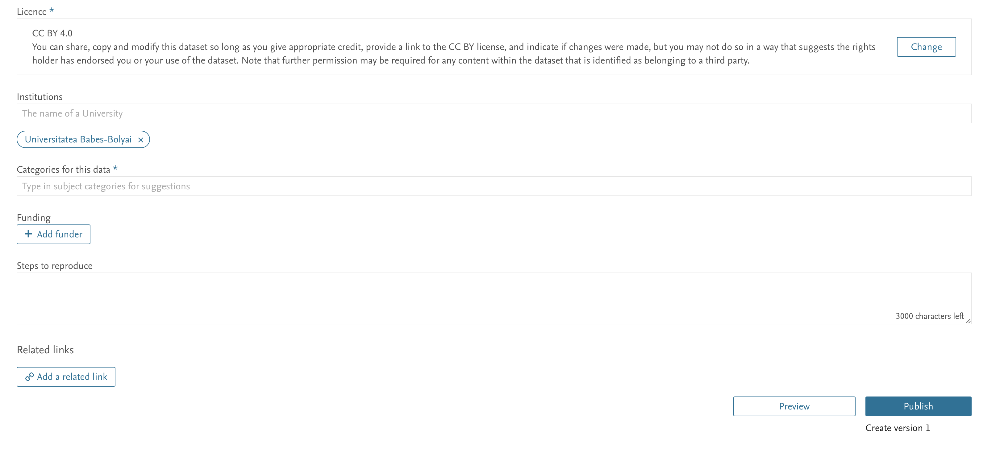 Licence *
CC BY 4.0
You can share, copy and modify this dataset so long as you give appropriate credit, provide a link to the CC BY license, and indicate if changes were made, but you may not do so in a way that suggests the rights
holder has endorsed you or your use of the dataset. Note that further permission may be required for any content within the dataset that is identified as belonging to a third party.
Change
Institutions
The name of a University
Universitatea Babes-Bolyai ×
Categories for this data *
Type in subject categories for suggestions
Funding
+ Add funder
Steps to reproduce
3000 characters left
Related links
Add a related link
Preview
Publish
Create version 1